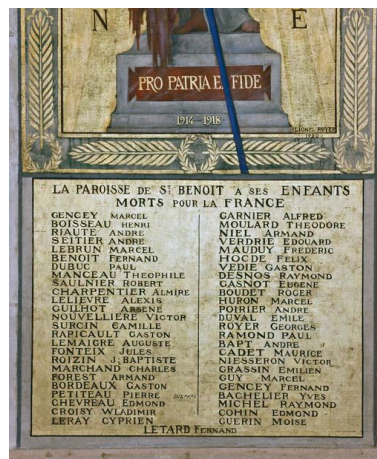 N E
PRO PATRIA ET FIDE
1914-1918
LIONEL ROYER
LA PAROISSE DE ST BENOIT A SES ENFANTS
MORTS POUR LA FRANCE
GENCEY MARCEL
BOISSEAU HENRI
RIAUTE ANDRE
SEITIER ANDRE
LEBRUN MARCEL
BENOIT FERNAND
DUBUC PAUL
MANCEAU THEOPHILE
SAULNIER ROBERT
CHARPENTIER ALMIRE
LELIEVRE ALEXIS
GUILHOT ARSENE
NOUVELLIERE VICTOR
SURCIN CAMILLE
RAPICAULT GASTON
LEMAIGRE AUGUSTE
FONTEIX JULES
ROIZIN J. BAPTISTE
MARCHAND CHARLES
FOREST ARMAND
BORDEAUX GASTON
PETITEAU PIERRE
CHEVREAU EDMOND
CROISY WLADIMIR
LERAY CYPRIEN
GARNIER ALFRED
MOULARD THEODORE
NIEL ARMAND
VERDRIE EDOUARD
MAUDUY FREDERIC
HOCDE FELIX
VEDIE GASTON
DESNOS RAYMOND
GASNOT EUGENE
BOUDET ROGER
HURON MARCEL
POIRIER ANDRE
DUVAL EMILE
ROYER GEORGES
RAMOND PAUL
BAPT ANDRE
CADET MAURICE
NIESSERON VICTOR
GRASSIN EMILIEN
GUY MARCEL
GENCEY FERNAND
BACHELIER YVES
MICHEL RAYMOND
COHIN EDMOND
GUERIN MOISE
LETARD FERNAND